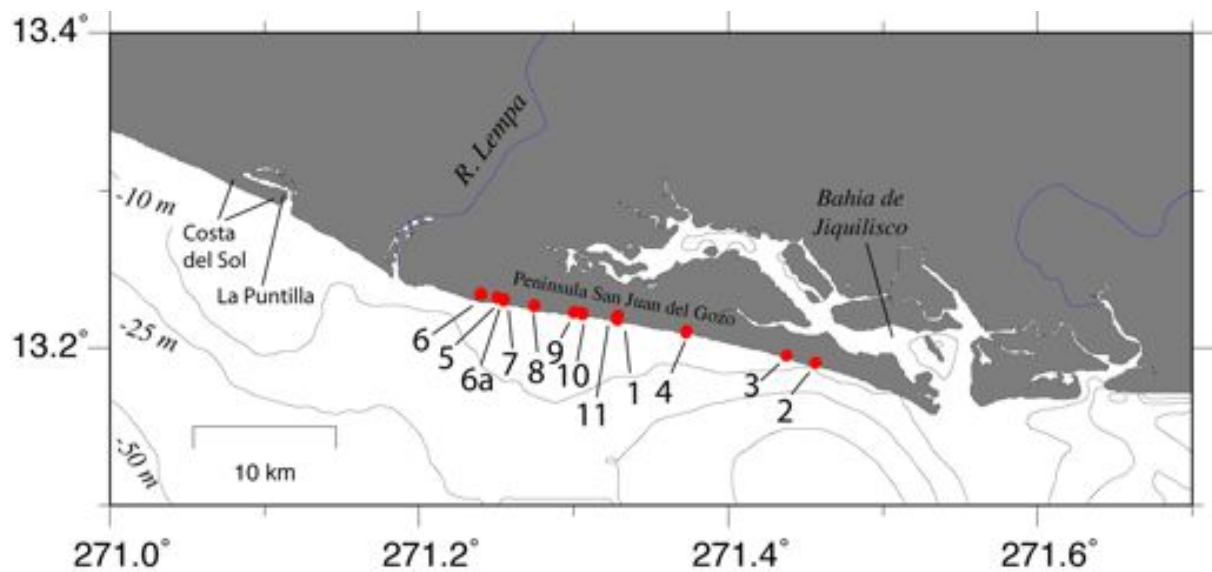 13.4°
R. Lempa
-10 m
Costa
del Sol
La Puntilla
Bahia de
Jiquilisco
Peninsula San Juan del Gozo
13.2°
-25 m
6
5
6a
7
8
9
10
11
1
4
3
2
-50 m
10 km
271.0°
271.2°
271.4°
271.6°